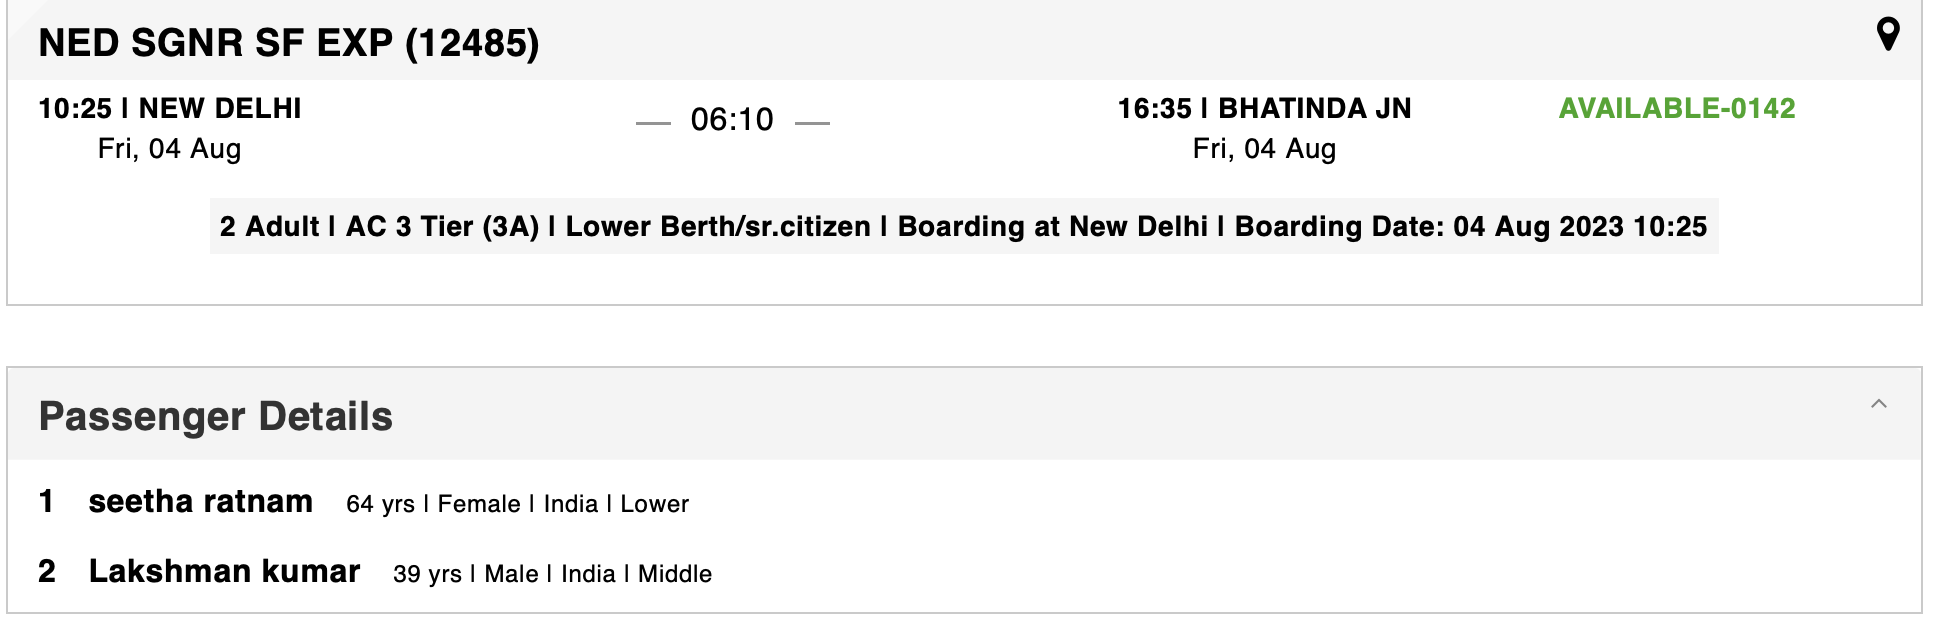 NED SGNR SF EXP (12485)
10:25 | NEW DELHI
Fri, 04 Aug
— 06:10 —
16:35 | BHATINDA JN
Fri, 04 Aug
AVAILABLE-0142
2 Adult | AC 3 Tier (3A) | Lower Berth/sr.citizen | Boarding at New Delhi | Boarding Date: 04 Aug 2023 10:25
Passenger Details
1 seetha ratnam 64 yrs | Female | India | Lower
2 Lakshman kumar 39 yrs | Male | India | Middle